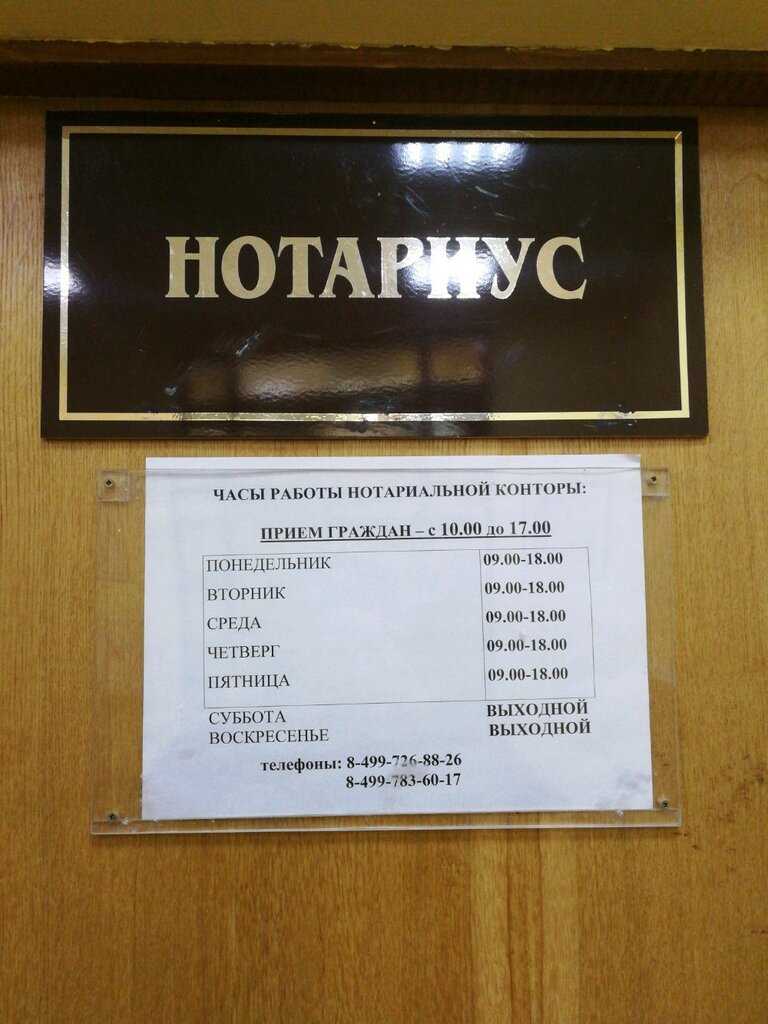 НОТАРИУС
ЧАСЫ РАБОТЫ НОТАРИАЛЬНОЙ КОНТОРЫ:
ПРИЕМ ГРАЖДАН – с 10.00 до 17.00
ПОНЕДЕЛЬНИК 09.00-18.00
ВТОРНИК 09.00-18.00
СРЕДА 09.00-18.00
ЧЕТВЕРГ 09.00-18.00
ПЯТНИЦА 09.00-18.00
СУББОТА ВЫХОДНОЙ
ВОСКРЕСЕНЬЕ ВЫХОДНОЙ
телефоны: 8-499-726-88-26
8-499-783-60-17